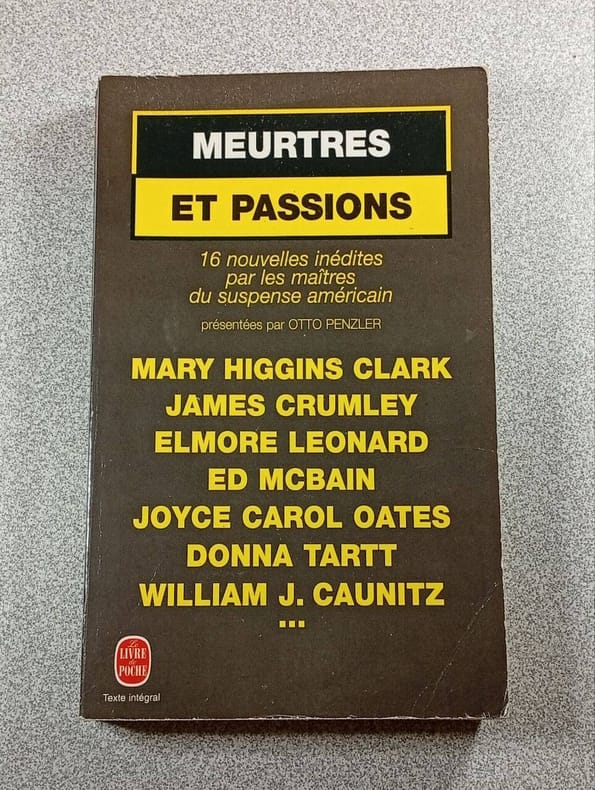 MEURTRES
ET PASSIONS
16 nouvelles inédites
par les maîtres
du suspense américain
présentées par OTTO PENZLER
MARY HIGGINS CLARK
JAMES CRUMLEY
ELMORE LEONARD
ED MCBAIN
JOYCE CAROL OATES
DONNA TARTT
WILLIAM J. CAUNITZ
...
Le
LIVRE
de
POCHE
Texte intégral